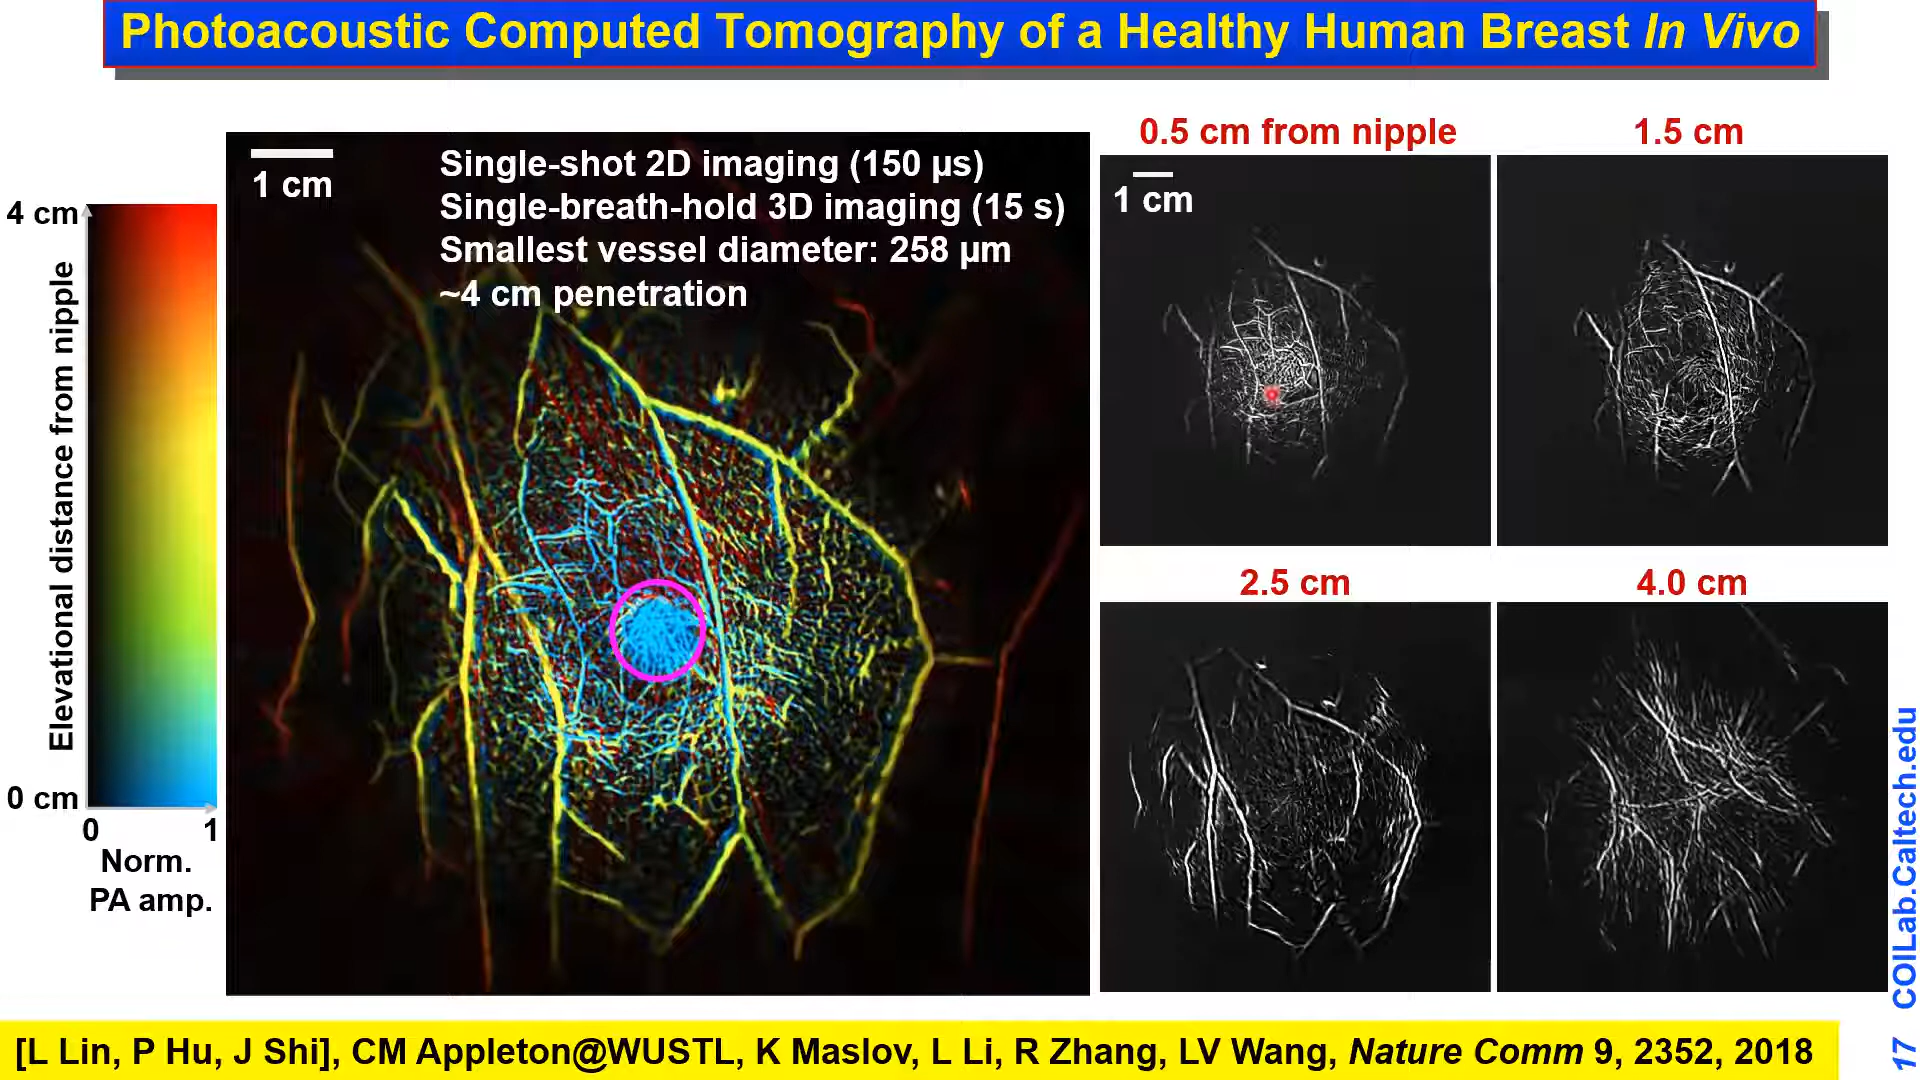 Photoacoustic Computed Tomography of a Healthy Human Breast In Vivo
1 cm
Single-shot 2D imaging (150 µs)
Single-breath-hold 3D imaging (15 s)
Smallest vessel diameter: 258 µm
~4 cm penetration
4 cm
Elevational distance from nipple
0 cm
0 1
Norm.
PA amp.
0.5 cm from nipple
1 cm
1.5 cm
2.5 cm
4.0 cm
17 COILab.Caltech.edu
[L Lin, P Hu, J Shi], CM Appleton@WUSTL, K Maslov, L Li, R Zhang, LV Wang, Nature Comm 9, 2352, 2018